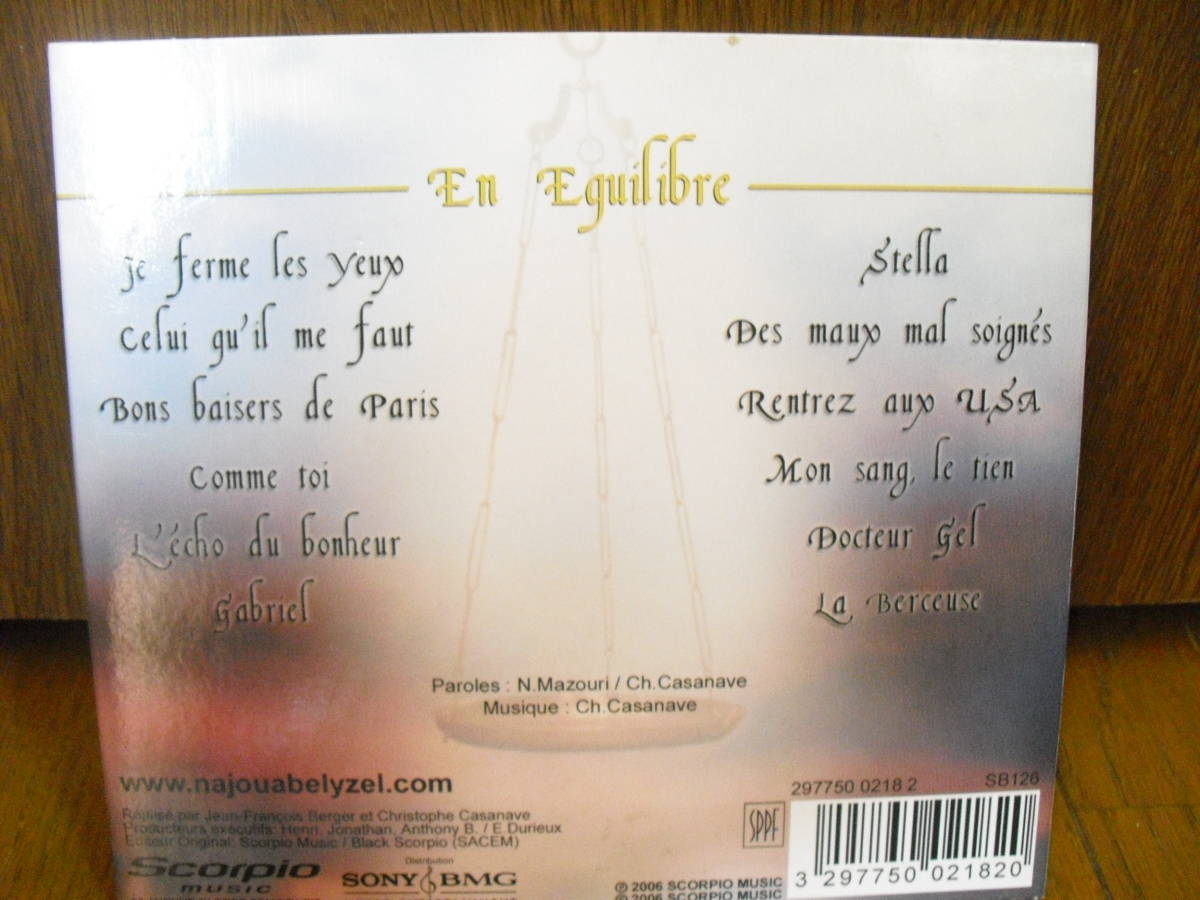 En Equilibre
Je ferme les yeux
Celui qu'il me faut
Bons baisers de Paris
Comme toi
L'écho du bonheur
Gabriel
Stella
Des maux mal soignés
Rentrez aux USA
Mon sang, le tien
Docteur Gel
La Berceuse
Paroles : N.Mazouri / Ch.Casanave
Musique : Ch.Casanave
www.najouabelyzel.com
Réalisé par Jean-François Berger et Christophe Casanave
Producteurs exécutifs: Henri, Jonathan, Anthony B. / E.Durieux
Editeur Original: Scorpio Music / Black Scorpio (SACEM)
Scorpio
music
Distribution
SONY BMG
℗ 2006 SCORPIO MUSIC
© 2006 SCORPIO MUSIC
SPPF
297750 0218 2
SB126
3 297750 021820